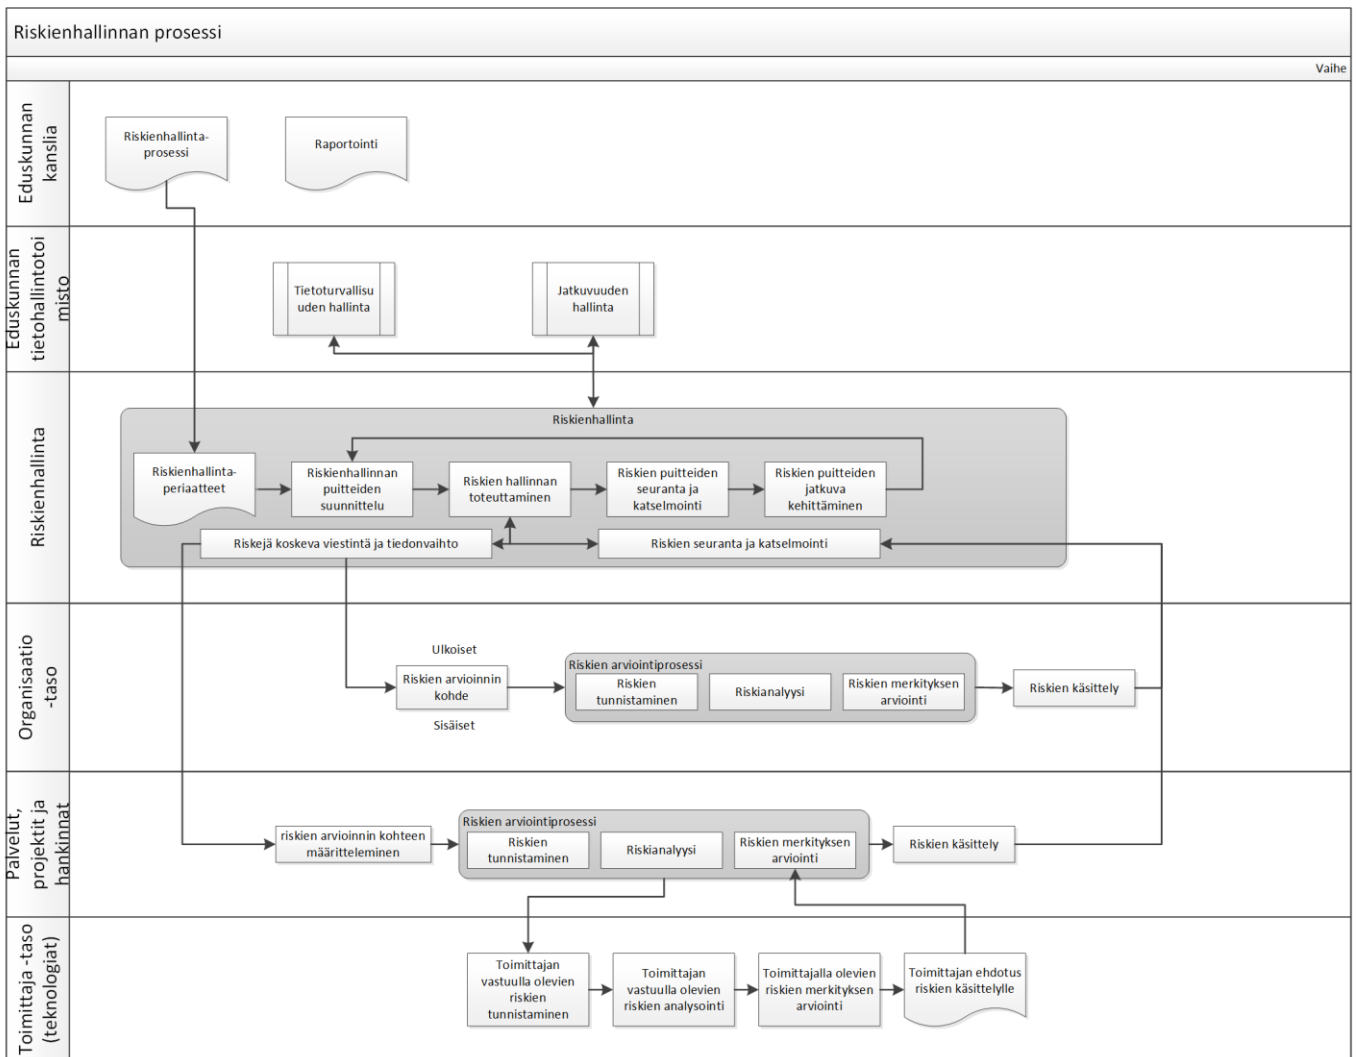 Riskienhallinnan prosessi
Vaihe
Eduskunnan
kanslia
Riskienhallinta-
prosessi
Raportointi
Eduskunnan
tietohallintotoi
misto
Tietoturvallisu
uden hallinta
Jatkuvuuden
hallinta
Riskienhallinta
Riskienhallinta
Riskienhallinta-
periaatteet
Riskienhallinnan
puitteiden
suunnittelu
Riskien hallinnan
toteuttaminen
Riskien puitteiden
seuranta ja
katselmointi
Riskien puitteiden
jatkuva
kehittäminen
Riskejä koskeva viestintä ja tiedonvaihto
Riskien seuranta ja katselmointi
Organisaatio
-taso
Ulkoiset
Riskien arvioinnin
kohde
Sisäiset
Riskien arviointiprosessi
Riskien
tunnistaminen
Riskianalyysi
Riskien merkityksen
arviointi
Riskien käsittely
Palvelut,
projektit ja
hankinnat
riskien arvioinnin kohteen
määritteleminen
Riskien arviointiprosessi
Riskien
tunnistaminen
Riskianalyysi
Riskien merkityksen
arviointi
Riskien käsittely
Toimittaja -taso
(teknologiat)
Toimittajan
vastuulla olevien
riskien
tunnistaminen
Toimittajan
vastuulla olevien
riskien analysointi
Toimittajalla olevien
riskien merkityksen
arviointi
Toimittajan ehdotus
riskien käsittelylle